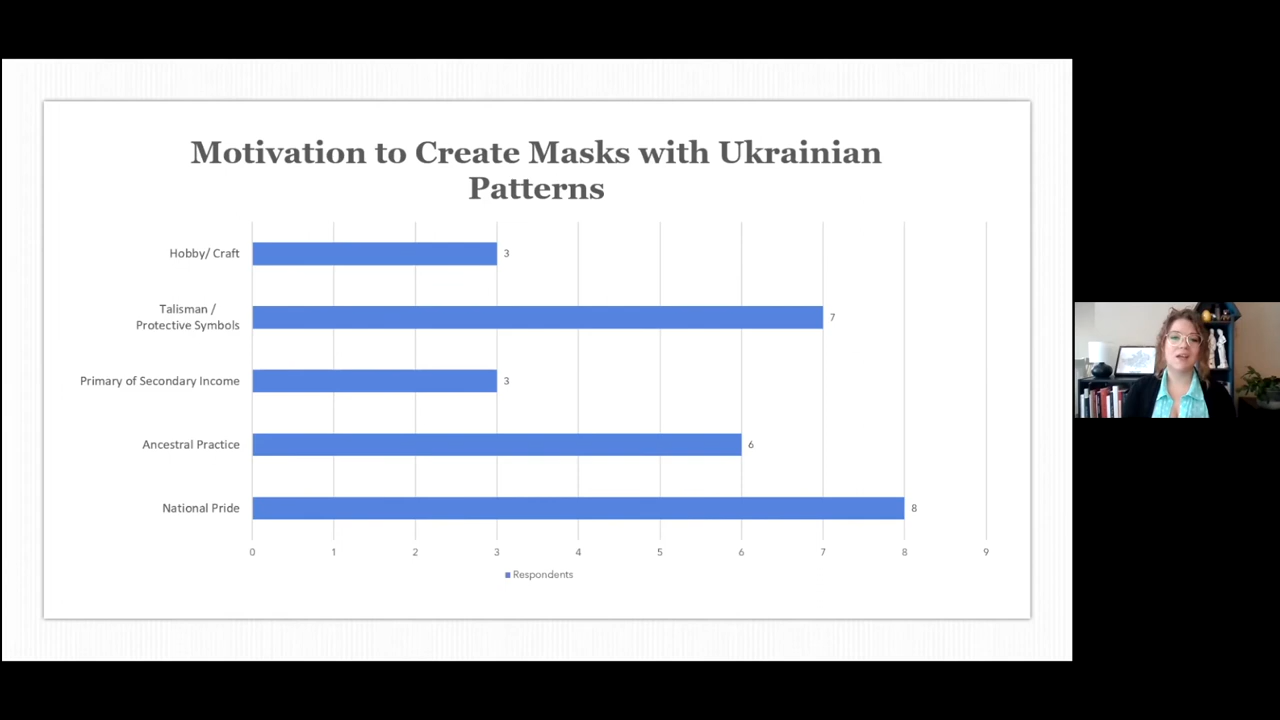 Motivation to Create Masks with Ukrainian
Patterns
Hobby/ Craft
3
Talisman /
Protective Symbols
7
Primary of Secondary Income
3
Ancestral Practice
6
National Pride
8
0 1 2 3 4 5 6 7 8 9
Respondents